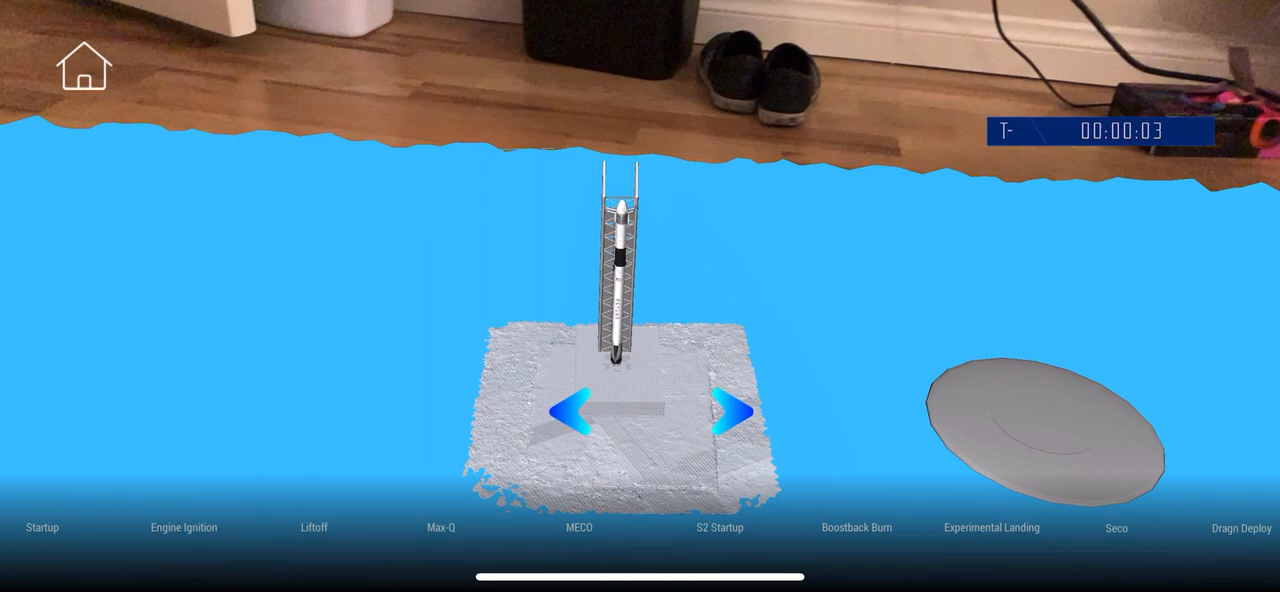 T- 00:00:03
Startup
Engine Ignition
Liftoff
Max-Q
MECO
S2 Startup
Boostback Burn
Experimental Landing
Seco
Dragn Deploy